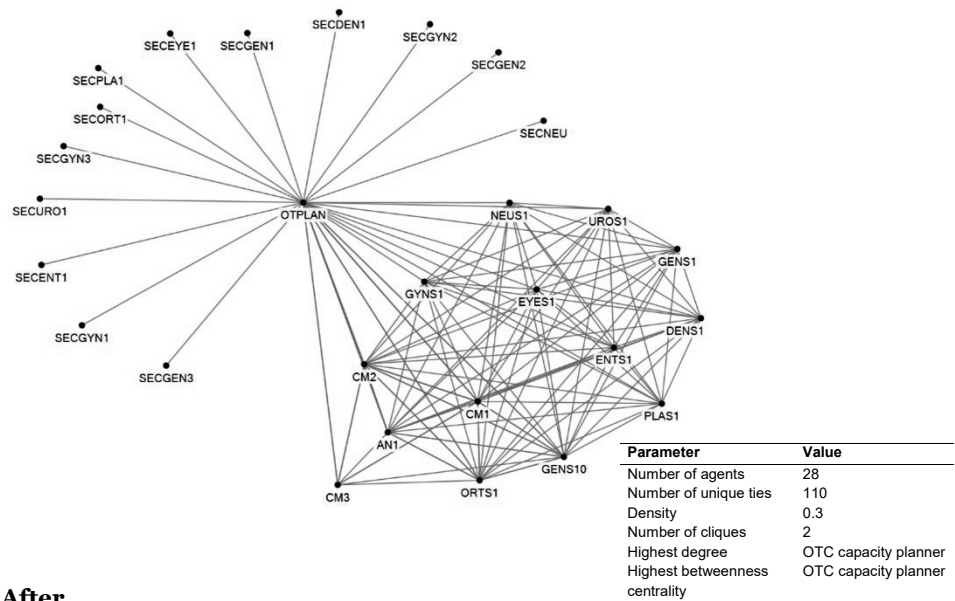 SECDEN1
SECGYN2
SECEYE1
SECGEN1
SECGEN2
SECPLA1
SECORT1
SECNEU
SECGYN3
SECURO1
OTPLAN
NEUS1
UROS1
GENS1
SECENT1
GYNS1
EYES1
DENS1
SECGYN1
ENTS1
SECGEN3
CM2
CM1
PLAS1
AN1
GENS10
CM3
ORTS1
Parameter Value
Number of agents 28
Number of unique ties 110
Density 0.3
Number of cliques 2
Highest degree OTC capacity planner
Highest betweenness OTC capacity planner
centrality
After